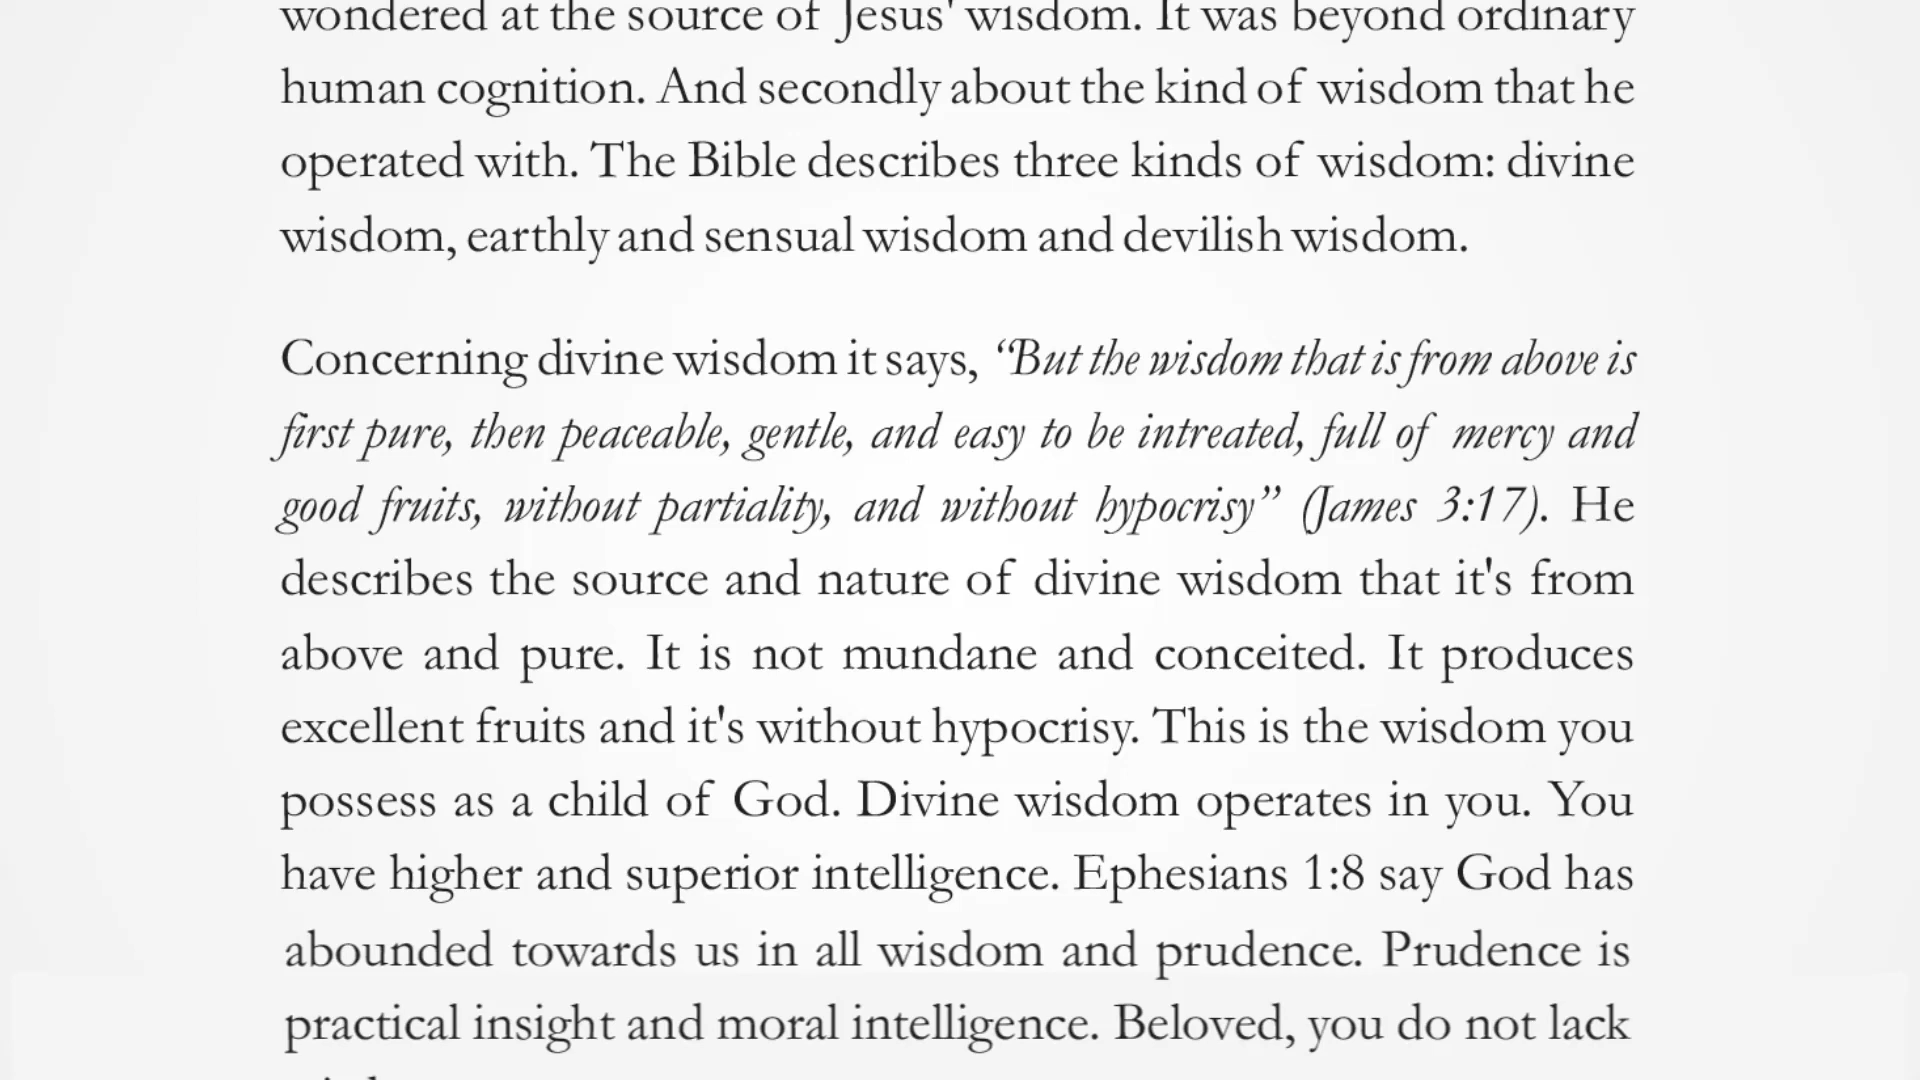 wondered at the source of Jesus' wisdom. It was beyond ordinary
human cognition. And secondly about the kind of wisdom that he
operated with. The Bible describes three kinds of wisdom: divine
wisdom, earthly and sensual wisdom and devilish wisdom.
Concerning divine wisdom it says, “But the wisdom that is from above is
first pure, then peaceable, gentle, and easy to be intreated, full of mercy and
good fruits, without partiality, and without hypocrisy” (James 3:17). He
describes the source and nature of divine wisdom that it's from
above and pure. It is not mundane and conceited. It produces
excellent fruits and it's without hypocrisy. This is the wisdom you
possess as a child of God. Divine wisdom operates in you. You
have higher and superior intelligence. Ephesians 1:8 say God has
abounded towards us in all wisdom and prudence. Prudence is
practical insight and moral intelligence. Beloved, you do not lack